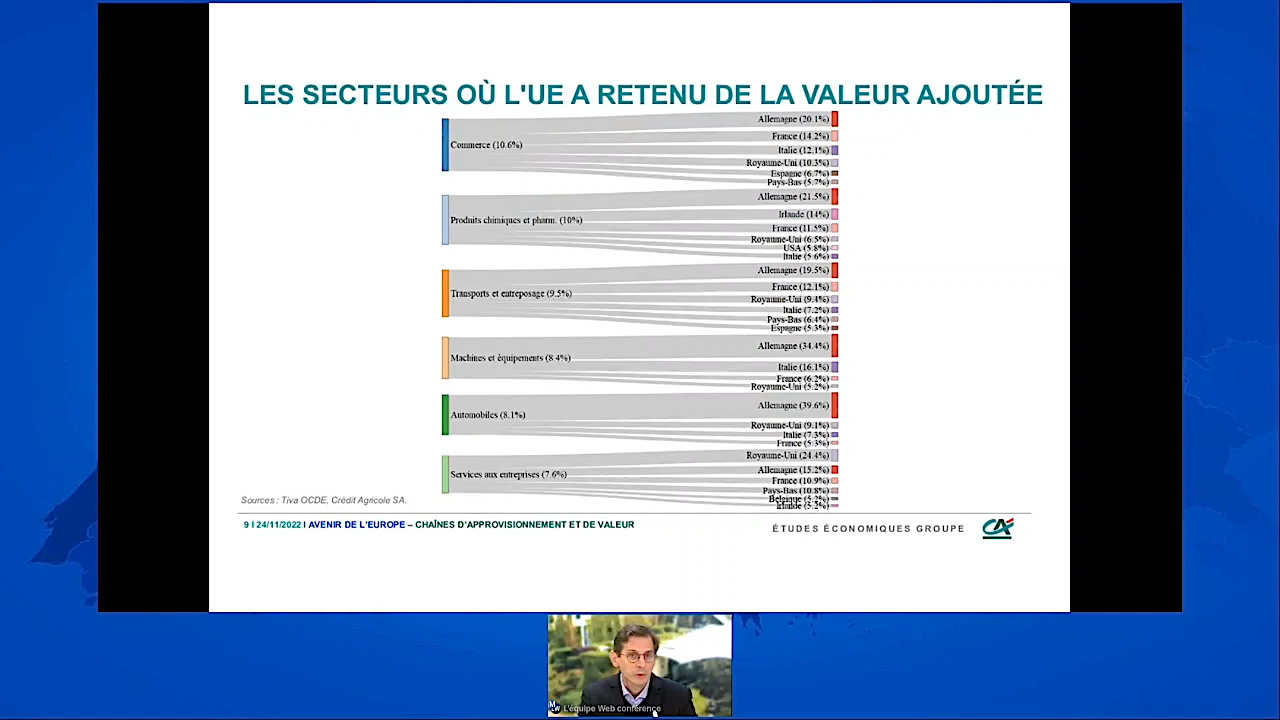 LES SECTEURS OÙ L'UE A RETENU DE LA VALEUR AJOUTÉE
Commerce (10.6%)
Allemagne (20.1%)
France (14.2%)
Italie (12.1%)
Royaume-Uni (10.3%)
Espagne (6.7%)
Pays-Bas (5.7%)
Produits chimiques et pharm. (10%)
Allemagne (21.5%)
Irlande (14%)
France (11.5%)
Royaume-Uni (6.5%)
USA (5.8%)
Italie (5.6%)
Transports et entreposage (9.5%)
Allemagne (19.5%)
France (12.1%)
Royaume-Uni (9.4%)
Italie (7.2%)
Pays-Bas (6.4%)
Espagne (5.3%)
Machines et équipements (8.4%)
Allemagne (34.4%)
Italie (16.1%)
France (6.2%)
Royaume-Uni (5.2%)
Automobiles (8.1%)
Allemagne (39.6%)
Royaume-Uni (9.1%)
Italie (7.3%)
France (5.3%)
Services aux entreprises (7.6%)
Royaume-Uni (24.4%)
Allemagne (15.2%)
France (10.9%)
Pays-Bas (10.8%)
Belgique (5.2%)
Irlande (5.2%)
Sources : Tiva OCDE, Crédit Agricole SA.
9 I 24/11/2022 I AVENIR DE L'EUROPE – CHAÎNES D'APPROVISIONNEMENT ET DE VALEUR
ÉTUDES ÉCONOMIQUES GROUPE
CA
L'équipe Web conférence